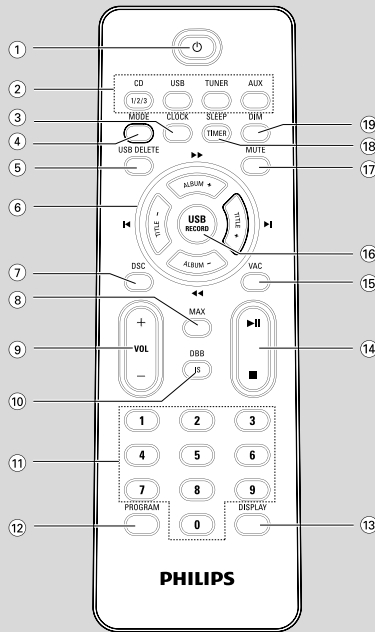 1
2
CD USB TUNER AUX
1/2/3
3
MODE CLOCK SLEEP DIM
19
4
TIMER
18
USB DELETE MUTE
5
17
ALBUM +
6
TITLE –
USB
RECORD
TITLE +
ALBUM –
16
DSC VAC
7
15
MAX
8
+
VOL
–
9
14
DBB
IS
10
1 2 3
11
4 5 6
7 8 9
PROGRAM DISPLAY
12
0
13
PHILIPS